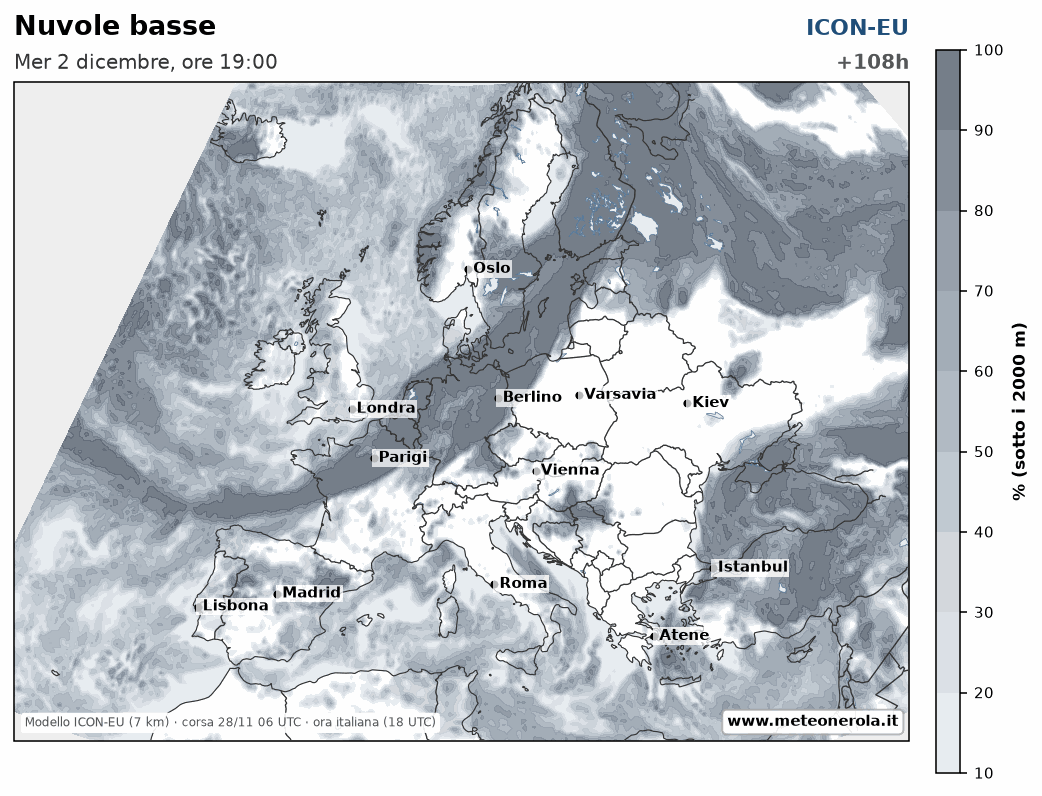 Nuvole basse
ICON-EU
Mer 2 dicembre, ore 19:00
+108h
100
90
80
70
60
50
40
30
20
10
% (sotto i 2000 m)
Oslo
Londra
Berlino
Varsavia
Kiev
Parigi
Vienna
Istanbul
Roma
Madrid
Lisbona
Atene
Modello ICON-EU (7 km) · corsa 28/11 06 UTC · ora italiana (18 UTC)
www.meteonerola.it